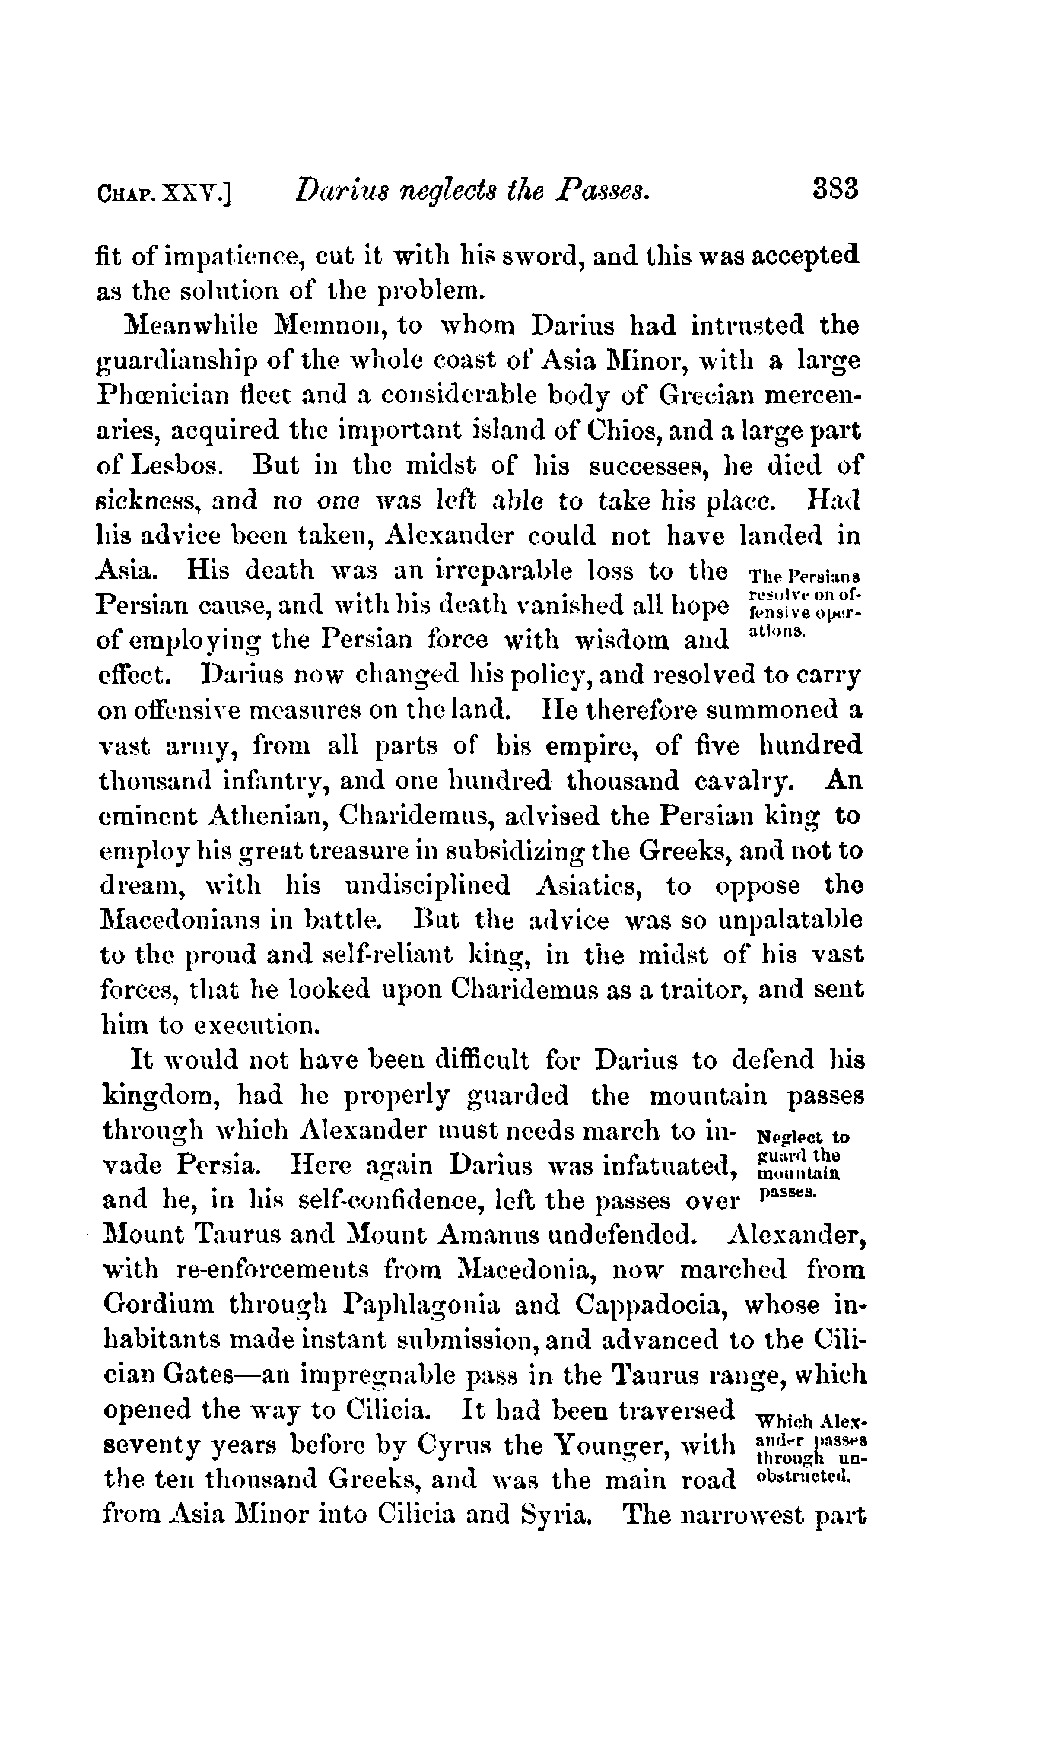 CHAP. XXV.] Darius neglects the Passes. 383
fit of impatience, cut it with his sword, and this was accepted
as the solution of the problem.
Meanwhile Memnon, to whom Darius had intrusted the
guardianship of the whole coast of Asia Minor, with a large
Phœnician fleet and a considerable body of Grecian mercen-
aries, acquired the important island of Chios, and a large part
of Lesbos. But in the midst of his successes, he died of
sickness, and no one was left able to take his place. Had
his advice been taken, Alexander could not have landed in
Asia. His death was an irreparable loss to the
Persian cause, and with his death vanished all hope
of employing the Persian force with wisdom and
The Persians
resolve on of-
fensive oper-
ations.
effect. Darius now changed his policy, and resolved to carry
on offensive measures on the land. He therefore summoned a
vast army, from all parts of his empire, of five hundred
thousand infantry, and one hundred thousand cavalry. An
eminent Athenian, Charidemus, advised the Persian king to
employ his great treasure in subsidizing the Greeks, and not to
dream, with his undisciplined Asiatics, to oppose the
Macedonians in battle. But the advice was so unpalatable
to the proud and self-reliant king, in the midst of his vast
forces, that he looked upon Charidemus as a traitor, and sent
him to execution.
It would not have been difficult for Darius to defend his
kingdom, had he properly guarded the mountain passes
through which Alexander must needs march to in-
vade Persia. Here again Darius was infatuated,
and he, in his self-confidence, left the passes over
Neglect to
guard the
mountain
passes.
Mount Taurus and Mount Amanus undefended. Alexander,
with re-enforcements from Macedonia, now marched from
Gordium through Paphlagonia and Cappadocia, whose in-
habitants made instant submission, and advanced to the Cili-
cian Gates—an impregnable pass in the Taurus range, which
opened the way to Cilicia. It had been traversed
seventy years before by Cyrus the Younger, with
the ten thousand Greeks, and was the main road
Which Alex-
ander passes
through un-
obstructed.
from Asia Minor into Cilicia and Syria. The narrowest part